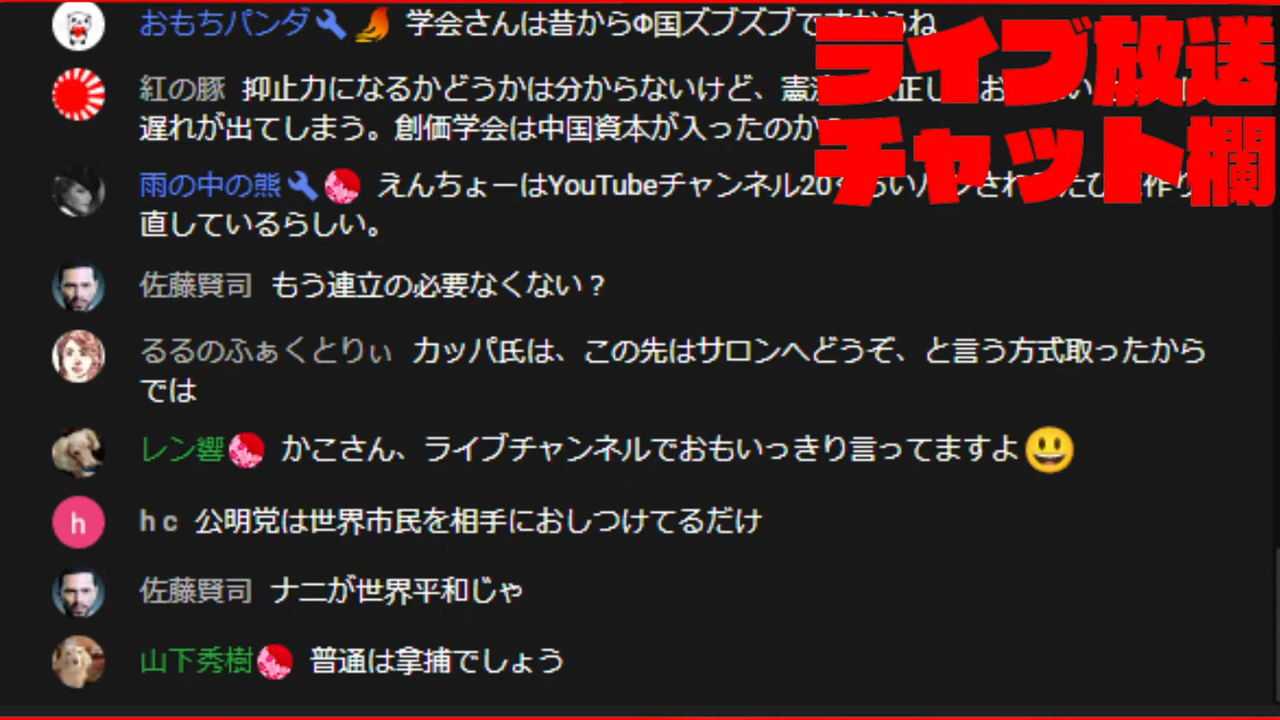 おもちパンダ 学会さんは昔からΦ国ズブズブですからね
紅の豚 抑止力になるかどうかは分からないけど、憲法
遅れが出てしまう。創価学会は中国資本が入ったのか
雨の中の熊 えんちょーはYouTubeチャンネル20
直しているらしい。
佐藤賢司 もう連立の必要なくない？
るるのふぁくとりぃ カッパ氏は、この先はサロンへどうぞ、と言う方式取ったから
では
レン響 かこさん、ライブチャンネルでおもいっきり言ってますよ😃
h
h c 公明党は世界市民を相手におしつけてるだけ
佐藤賢司 ナニが世界平和じゃ
山下秀樹 普通は拿捕でしょう
ライブ放送
チャット欄